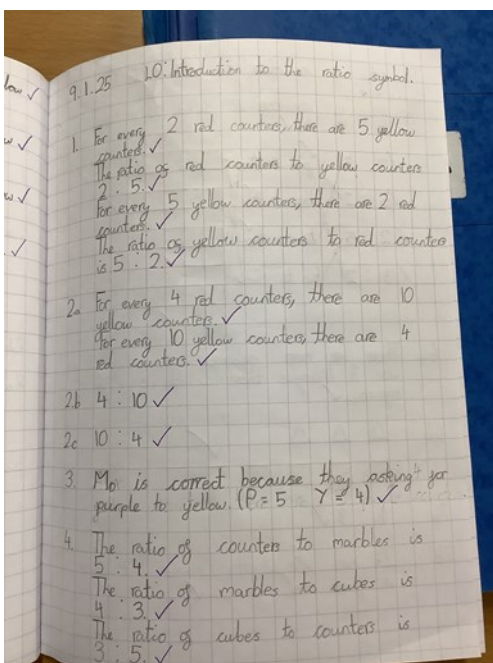 low
9.1.25 LO: Introduction to the ratio symbol.
1. For every 2 red counters, there are 5 yellow
counters.
The ratio of red counters to yellow counters
2 : 5.
For every 5 yellow counters, there are 2 red
counters.
The ratio of yellow counters to red counters
is 5 : 2.
2a For every 4 red counters, there are 10
yellow counters.
for every 10 yellow counters, there are 4
red counters.
2.b 4 : 10
2c 10 : 4
3. Mo is correct because they asking for
purple to yellow. (P = 5 Y = 4)
4. The ratio of counters to marbles is
5 : 4.
The ratio of marbles to cubes is
4 : 3.
The ratio of cubes to counters is
3 : 5.